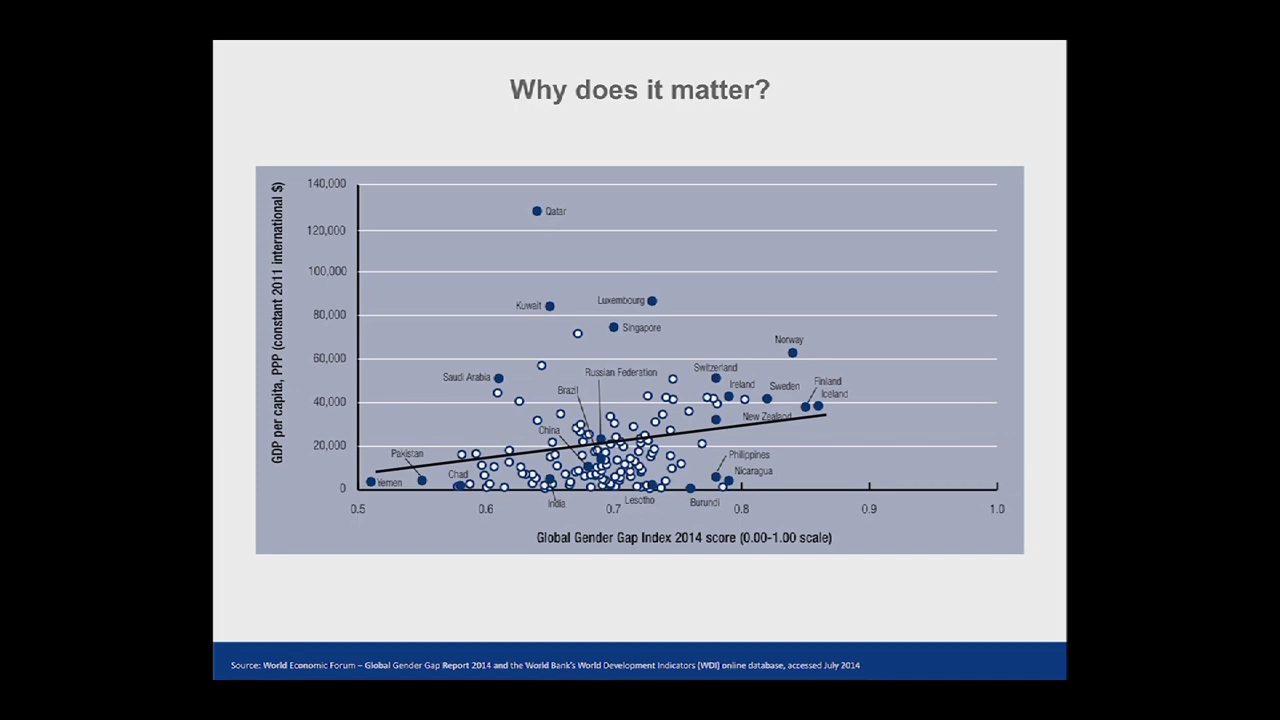 Why does it matter?
GDP per capita, PPP (constant 2011 international $)
140,000
120,000
100,000
80,000
60,000
40,000
20,000
0
Qatar
Kuwait
Luxembourg
Singapore
Norway
Saudi Arabia
Russian Federation
Switzerland
Brazil
Ireland
Sweden
Finland
Iceland
China
New Zealand
Pakistan
Philippines
Yemen
Chad
Nicaragua
India
Lesotho
Burundi
0.5 0.6 0.7 0.8 0.9 1.0
Global Gender Gap Index 2014 score (0.00-1.00 scale)
Source: World Economic Forum – Global Gender Gap Report 2014 and the World Bank's World Development Indicators (WDI) online database, accessed July 2014